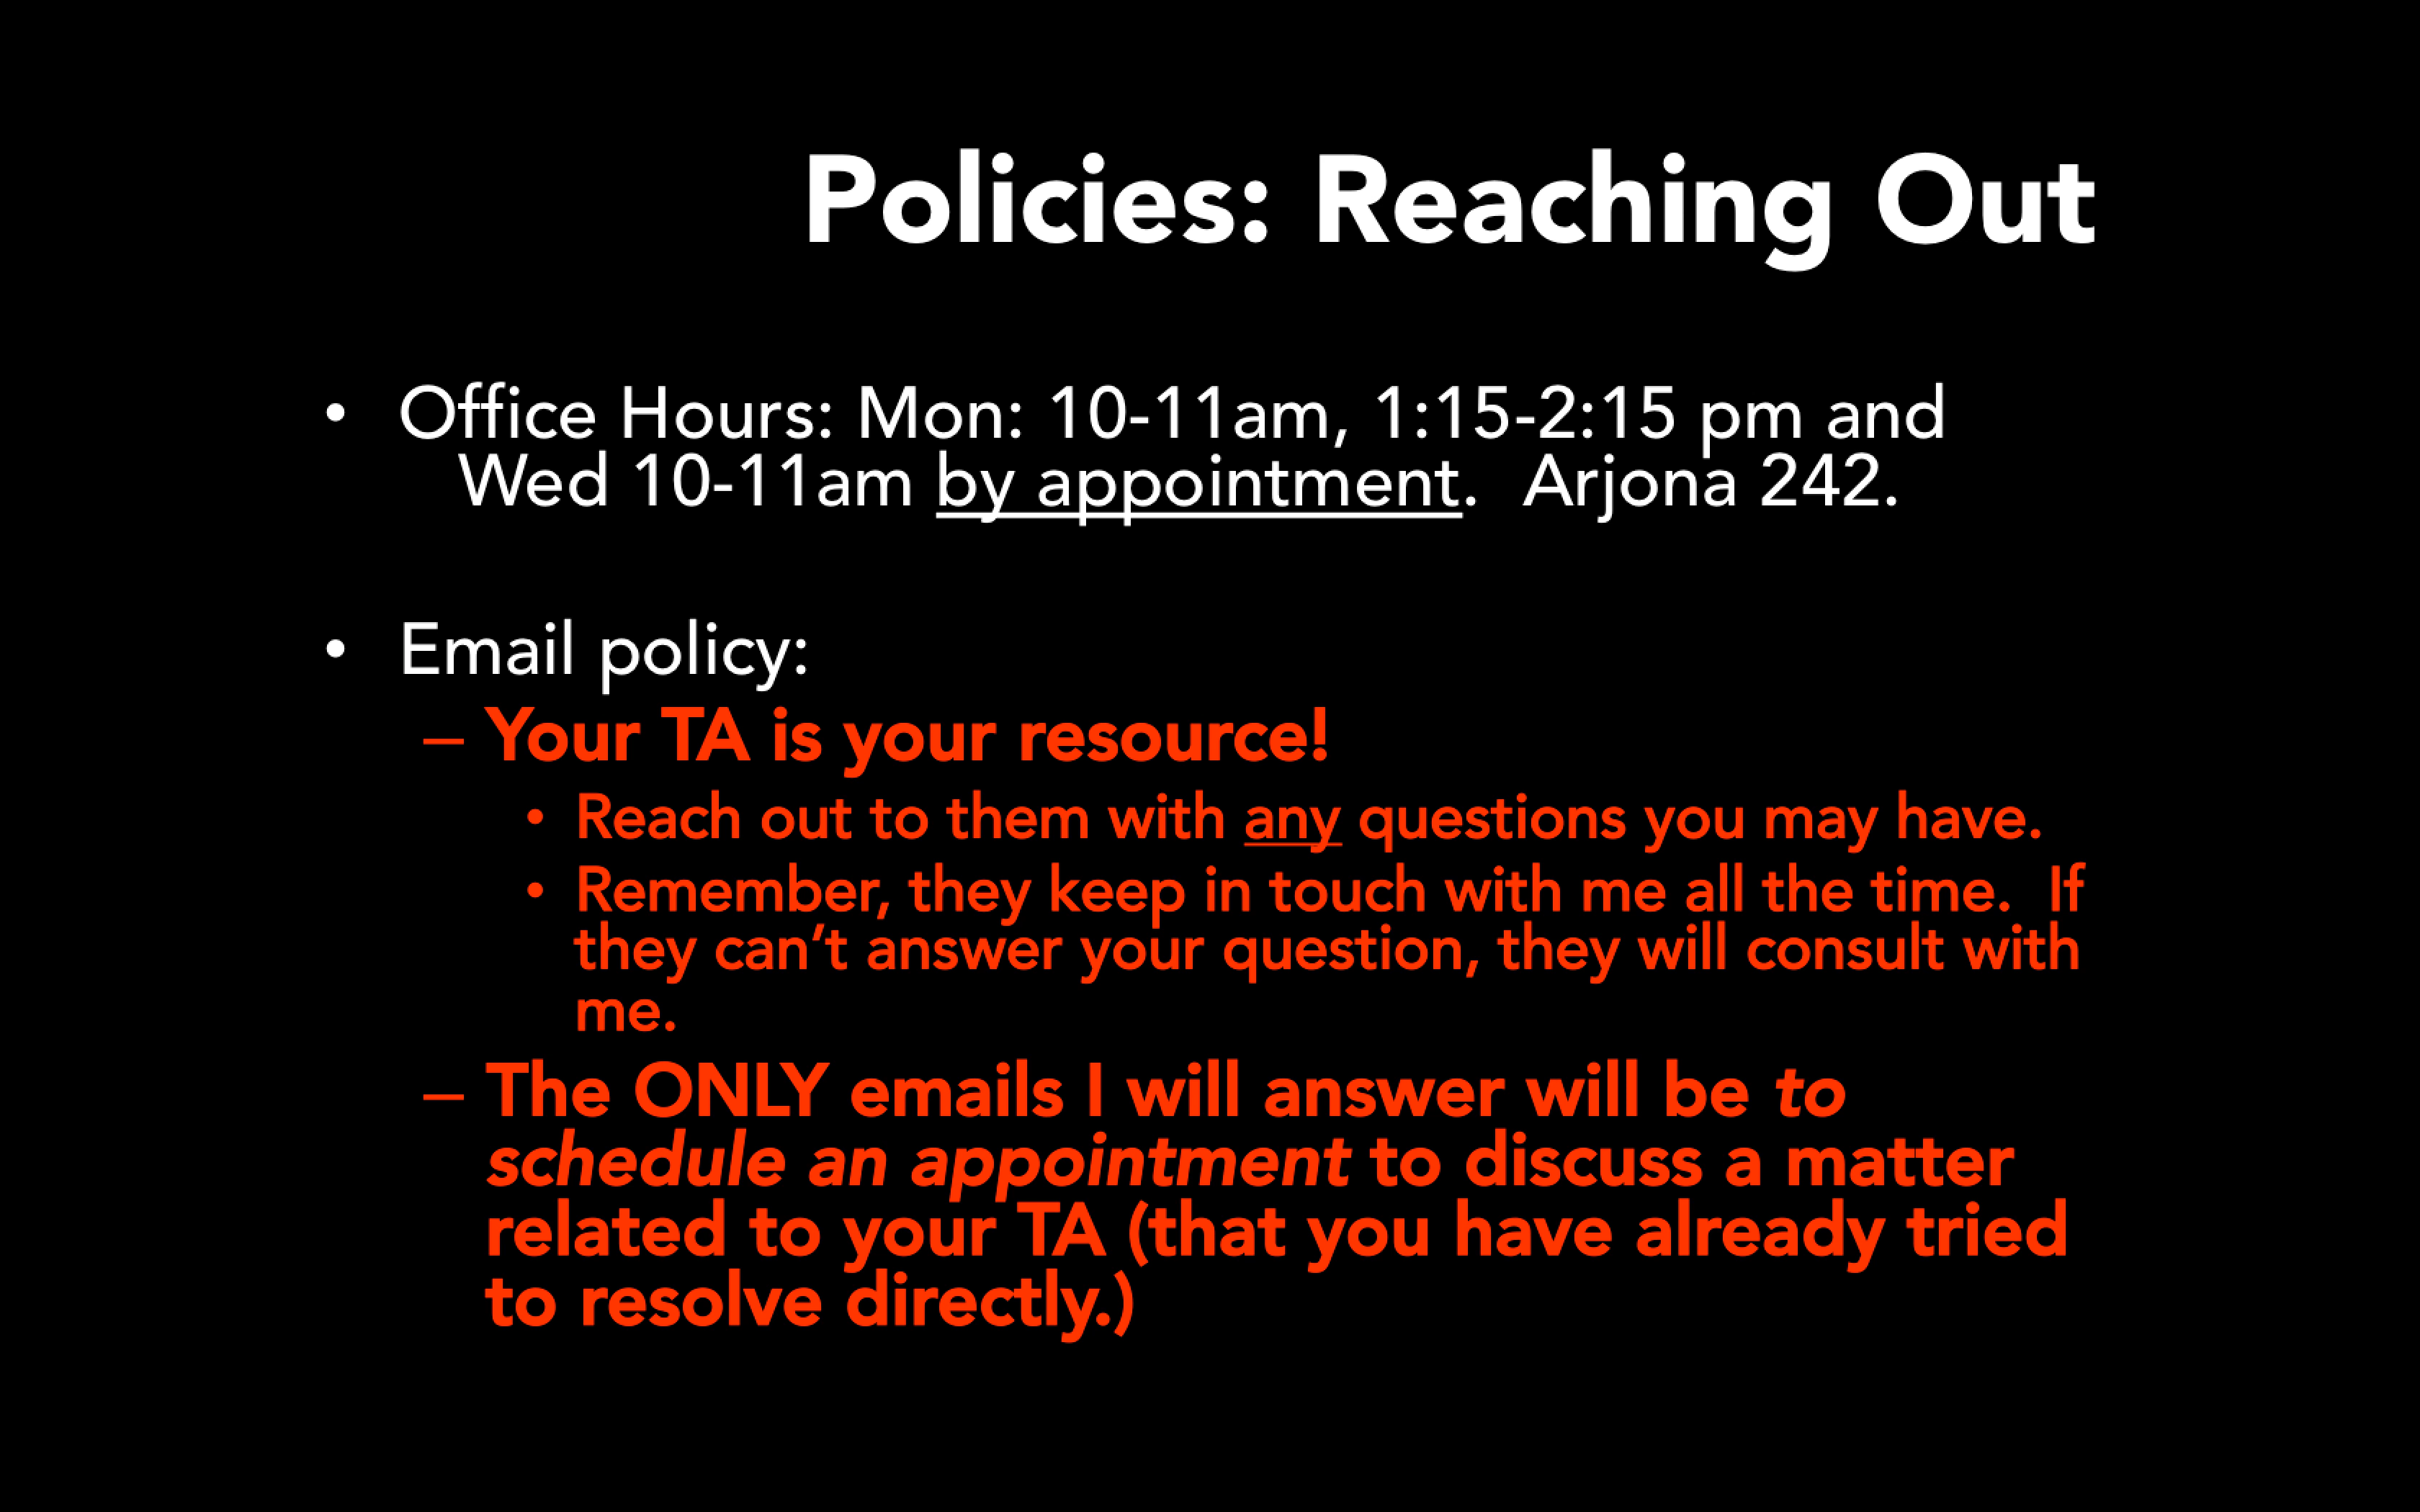 Policies: Reaching Out
• Office Hours: Mon: 10-11am, 1:15-2:15 pm and
Wed 10-11am by appointment.  Arjona 242.
• Email policy:
– Your TA is your resource!
• Reach out to them with any questions you may have.
• Remember, they keep in touch with me all the time.  If
they can’t answer your question, they will consult with
me.
– The ONLY emails I will answer will be to
schedule an appointment to discuss a matter
related to your TA (that you have already tried
to resolve directly.)